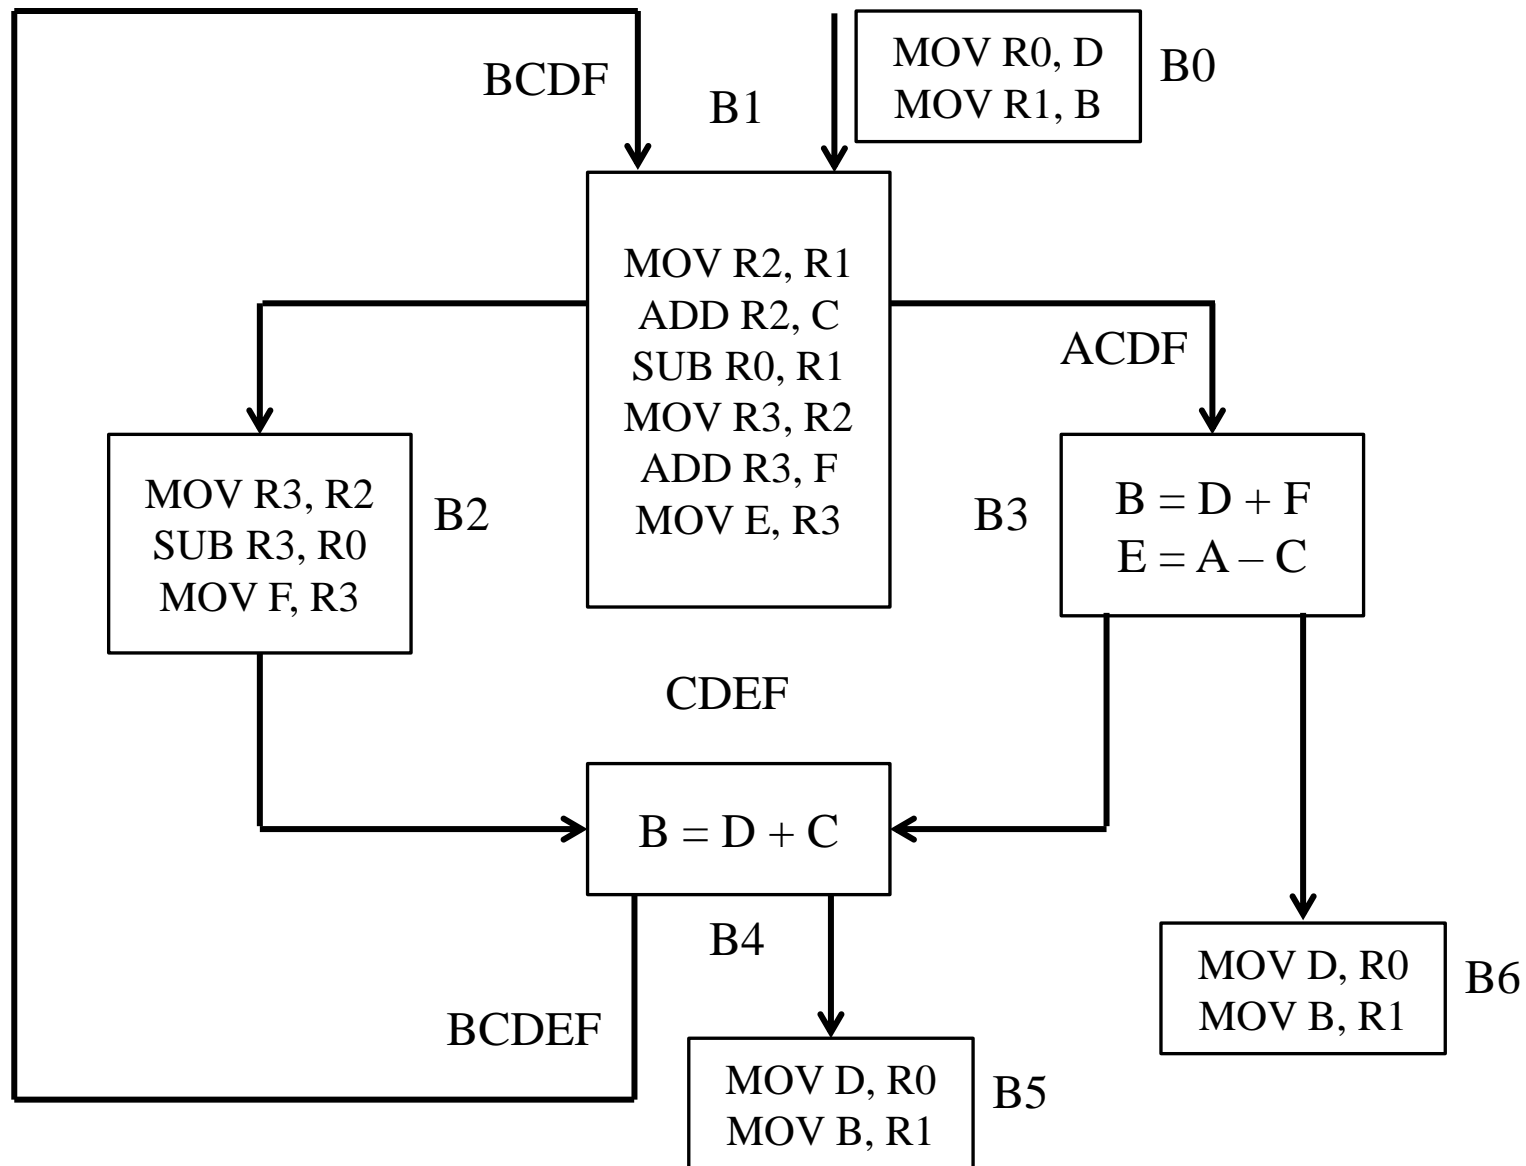 BCDF
MOV R0, D
MOV R1, B
B0
B1
MOV R2, R1
ADD R2, C
SUB R0, R1
MOV R3, R2
ADD R3, F
MOV E, R3
ACDF
MOV R3, R2
SUB R3, R0
MOV F, R3
B2
B3
B = D + F
E = A – C
CDEF
B = D + C
B4
BCDEF
MOV D, R0
MOV B, R1
B6
MOV D, R0
MOV B, R1
B5